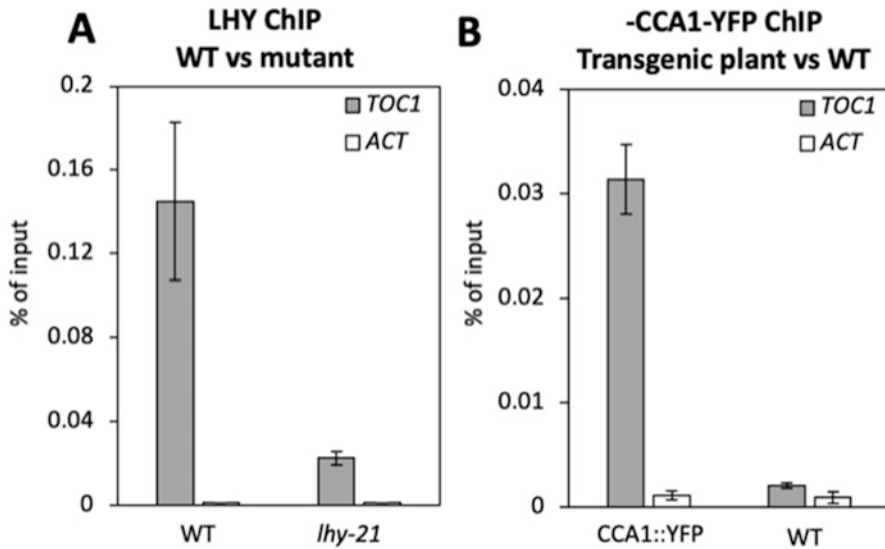 A
LHY ChIP
WT vs mutant
0.2
0.16
0.12
0.08
0.04
0
% of input
TOC1
ACT
WT
lhy-21
B
-CCA1-YFP ChIP
Transgenic plant vs WT
0.04
0.03
0.02
0.01
0
% of input
TOC1
ACT
CCA1::YFP
WT